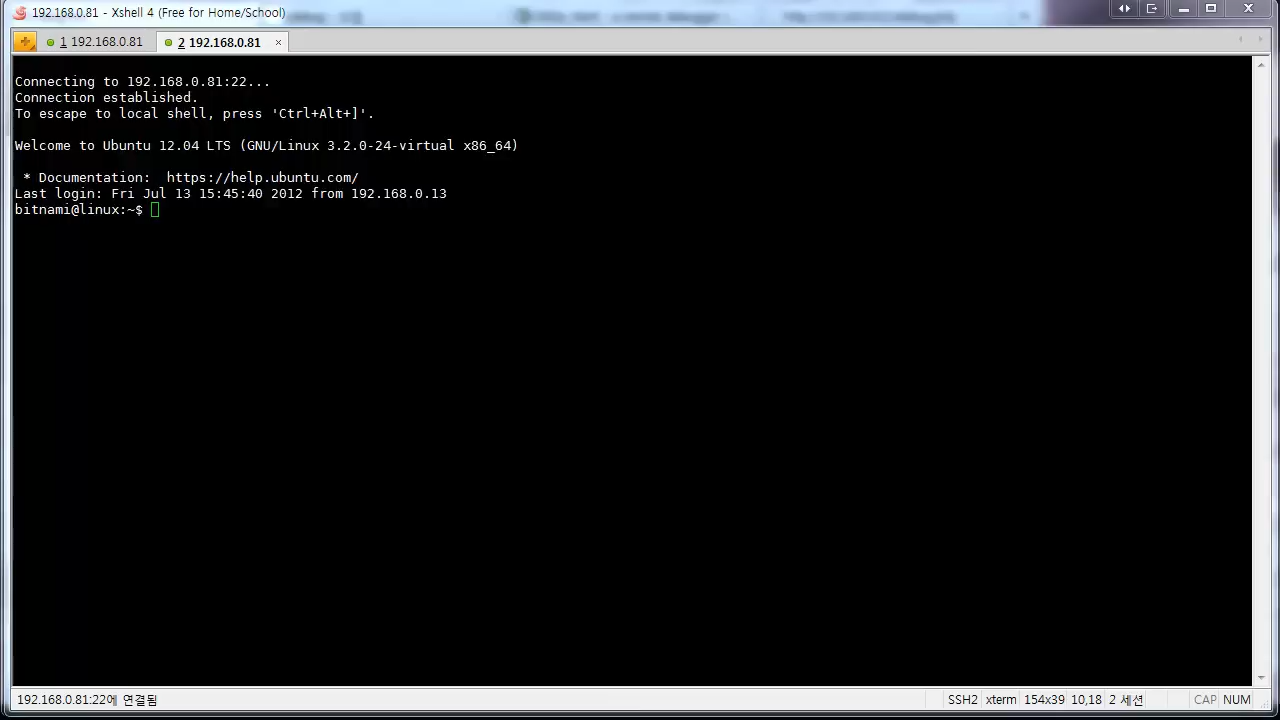 192.168.0.81 - Xshell 4 (Free for Home/School)
1 192.168.0.81
2 192.168.0.81
Connecting to 192.168.0.81:22...
Connection established.
To escape to local shell, press 'Ctrl+Alt+]'.
Welcome to Ubuntu 12.04 LTS (GNU/Linux 3.2.0-24-virtual x86_64)
* Documentation:  https://help.ubuntu.com/
Last login: Fri Jul 13 15:45:40 2012 from 192.168.0.13
bitnami@linux:~$
192.168.0.81:22에 연결됨
SSH2 xterm 154x39 10,18 2 세션 CAP NUM